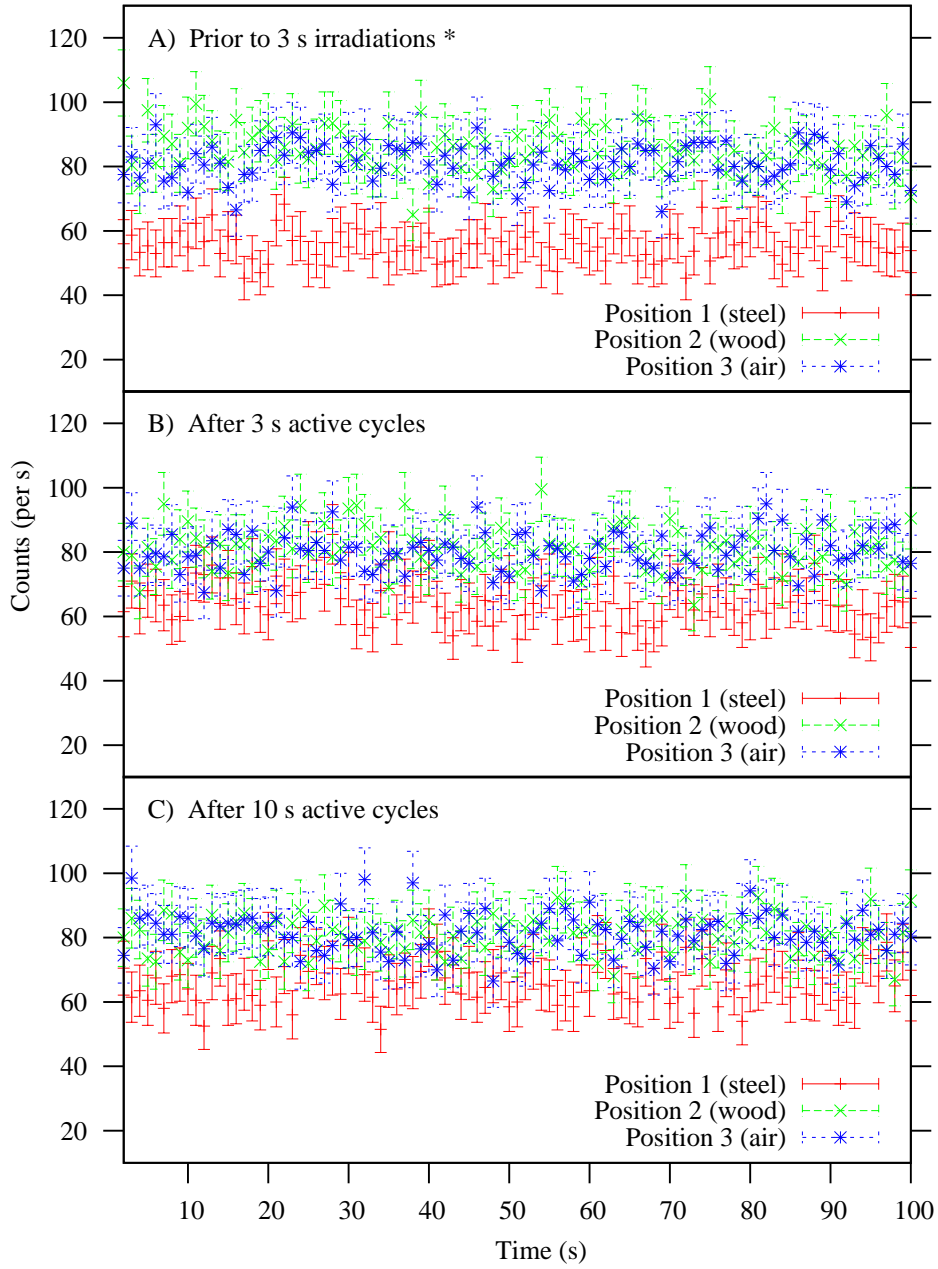 A) Prior to 3 s irradiations *
120
100
80
60
40
20
Position 1 (steel)
Position 2 (wood)
Position 3 (air)
B) After 3 s active cycles
120
100
80
60
40
20
Position 1 (steel)
Position 2 (wood)
Position 3 (air)
Counts (per s)
C) After 10 s active cycles
120
100
80
60
40
20
Position 1 (steel)
Position 2 (wood)
Position 3 (air)
10 20 30 40 50 60 70 80 90 100
Time (s)